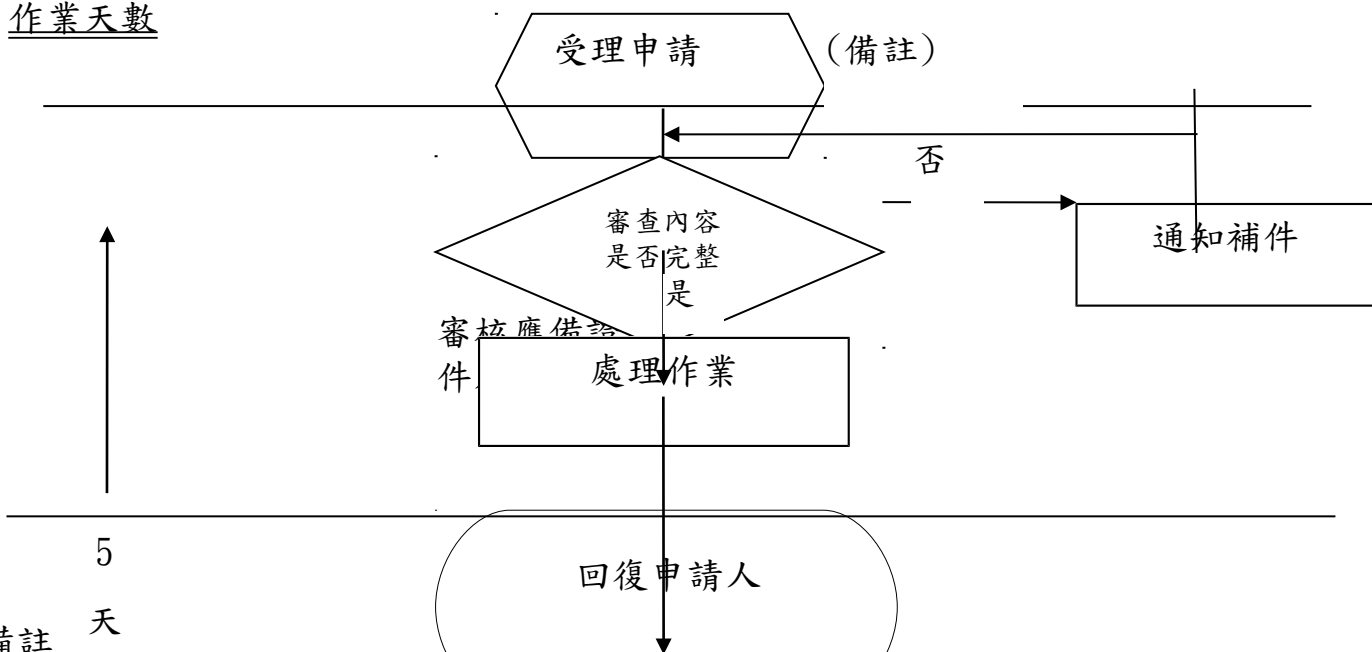 作業天數
受理申請
(備註)
否
審查內容
是否完整
是
通知補件
審核應備證
件
處理作業
5
天
回復申請人
備註